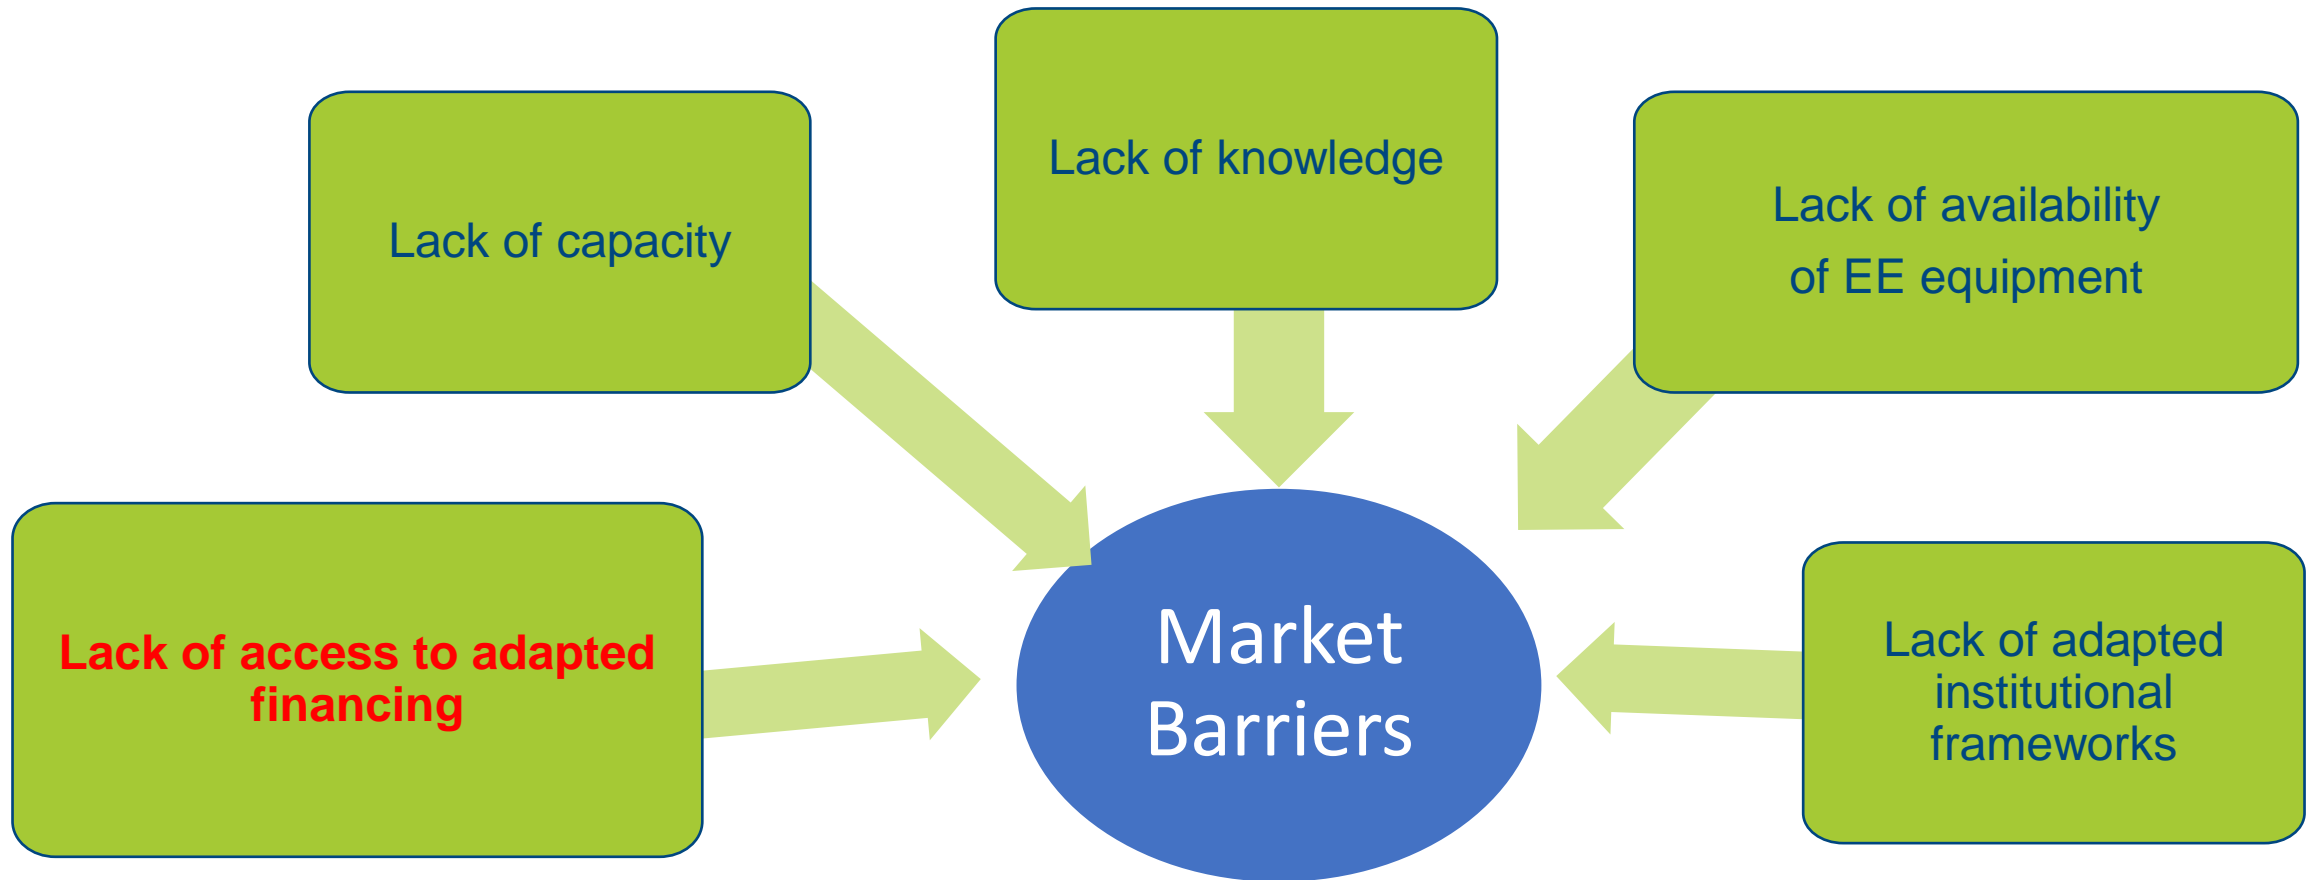 Lack of knowledge
Lack of capacity
Lack of availability
of EE equipment
Lack of access to adapted
financing
Market
Barriers
Lack of adapted
institutional
frameworks